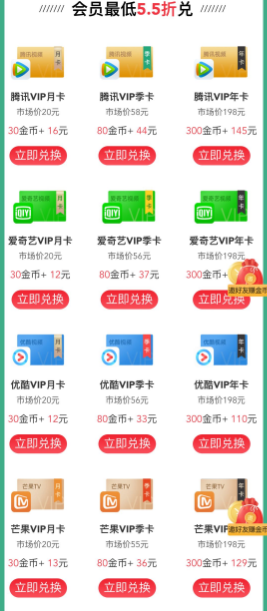 会员最低5.5折兑
腾讯视频 月卡 腾讯视频 季卡 腾讯视频 年卡
腾讯VIP月卡 腾讯VIP季卡 腾讯VIP年卡
市场价20元 市场价58元 市场价198元
30金币+ 16元 80金币+ 44元 300金币+ 145元
立即兑换 立即兑换 立即兑换
爱奇艺视频 月卡 爱奇艺视频 季卡 爱奇艺视频 年卡
iQIYI iQIYI iQIYI
爱奇艺VIP月卡 爱奇艺VIP季卡 爱奇艺VIP年卡
市场价20元 市场价56元 市场价198元
30金币+ 12元 80金币+ 37元 300金币+
邀好友赚金币
立即兑换 立即兑换 立即兑换
优酷视频 月卡 优酷视频 季卡 优酷视频 年卡
优酷VIP月卡 优酷VIP季卡 优酷VIP年卡
市场价20元 市场价56元 市场价198元
30金币+ 12元 80金币+ 33元 300金币+ 110元
立即兑换 立即兑换 立即兑换
芒果TV 月卡 芒果TV 季卡 芒果TV 年卡
芒果VIP月卡 芒果VIP季卡 芒果VIP
邀好友赚金币
市场价20元 市场价55元 市场价198元
30金币+ 13元 80金币+ 36元 300金币+ 129元
立即兑换 立即兑换 立即兑换